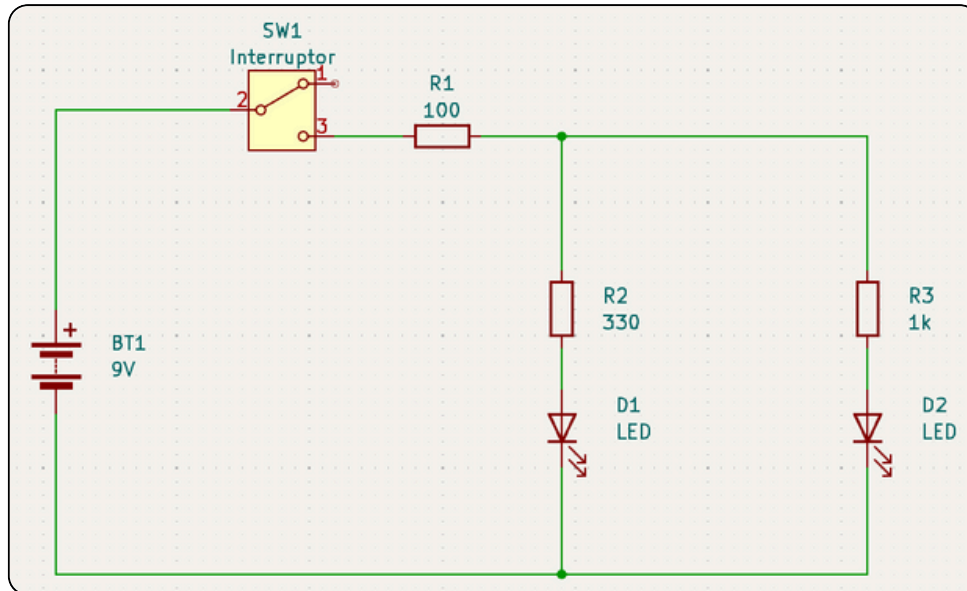 SW1
Interruptor
1
2
3
R1
100
+
BT1
9V
R2
330
R3
1k
D1
LED
D2
LED